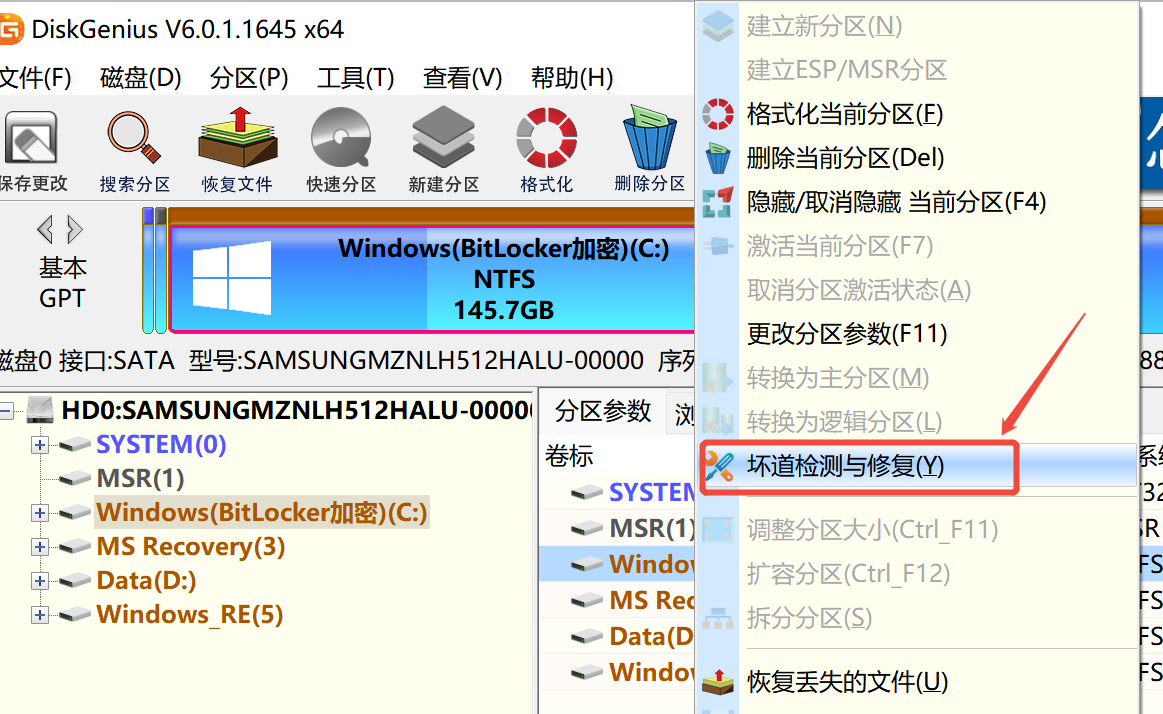 DiskGenius V6.0.1.1645 x64
文件(F) 磁盘(D) 分区(P) 工具(T) 查看(V) 帮助(H)
保存更改 搜索分区 恢复文件 快速分区 新建分区 格式化 删除分区
基本
GPT
Windows(BitLocker加密)(C:)
NTFS
145.7GB
磁盘0 接口:SATA 型号:SAMSUNGMZNLH512HALU-00000 序列
HD0:SAMSUNGMZNLH512HALU-0000
SYSTEM(0)
MSR(1)
Windows(BitLocker加密)(C:)
MS Recovery(3)
Data(D:)
Windows_RE(5)
分区参数 浏
卷标
SYSTEM
MSR(1)
Windo
MS Rec
Data(D
Windo
建立新分区(N)
建立ESP/MSR分区
格式化当前分区(F)
删除当前分区(Del)
隐藏/取消隐藏 当前分区(F4)
激活当前分区(F7)
取消分区激活状态(A)
更改分区参数(F11)
转换为主分区(M)
转换为逻辑分区(L)
坏道检测与修复(Y)
调整分区大小(Ctrl_F11)
扩容分区(Ctrl_F12)
拆分分区(S)
恢复丢失的文件(U)